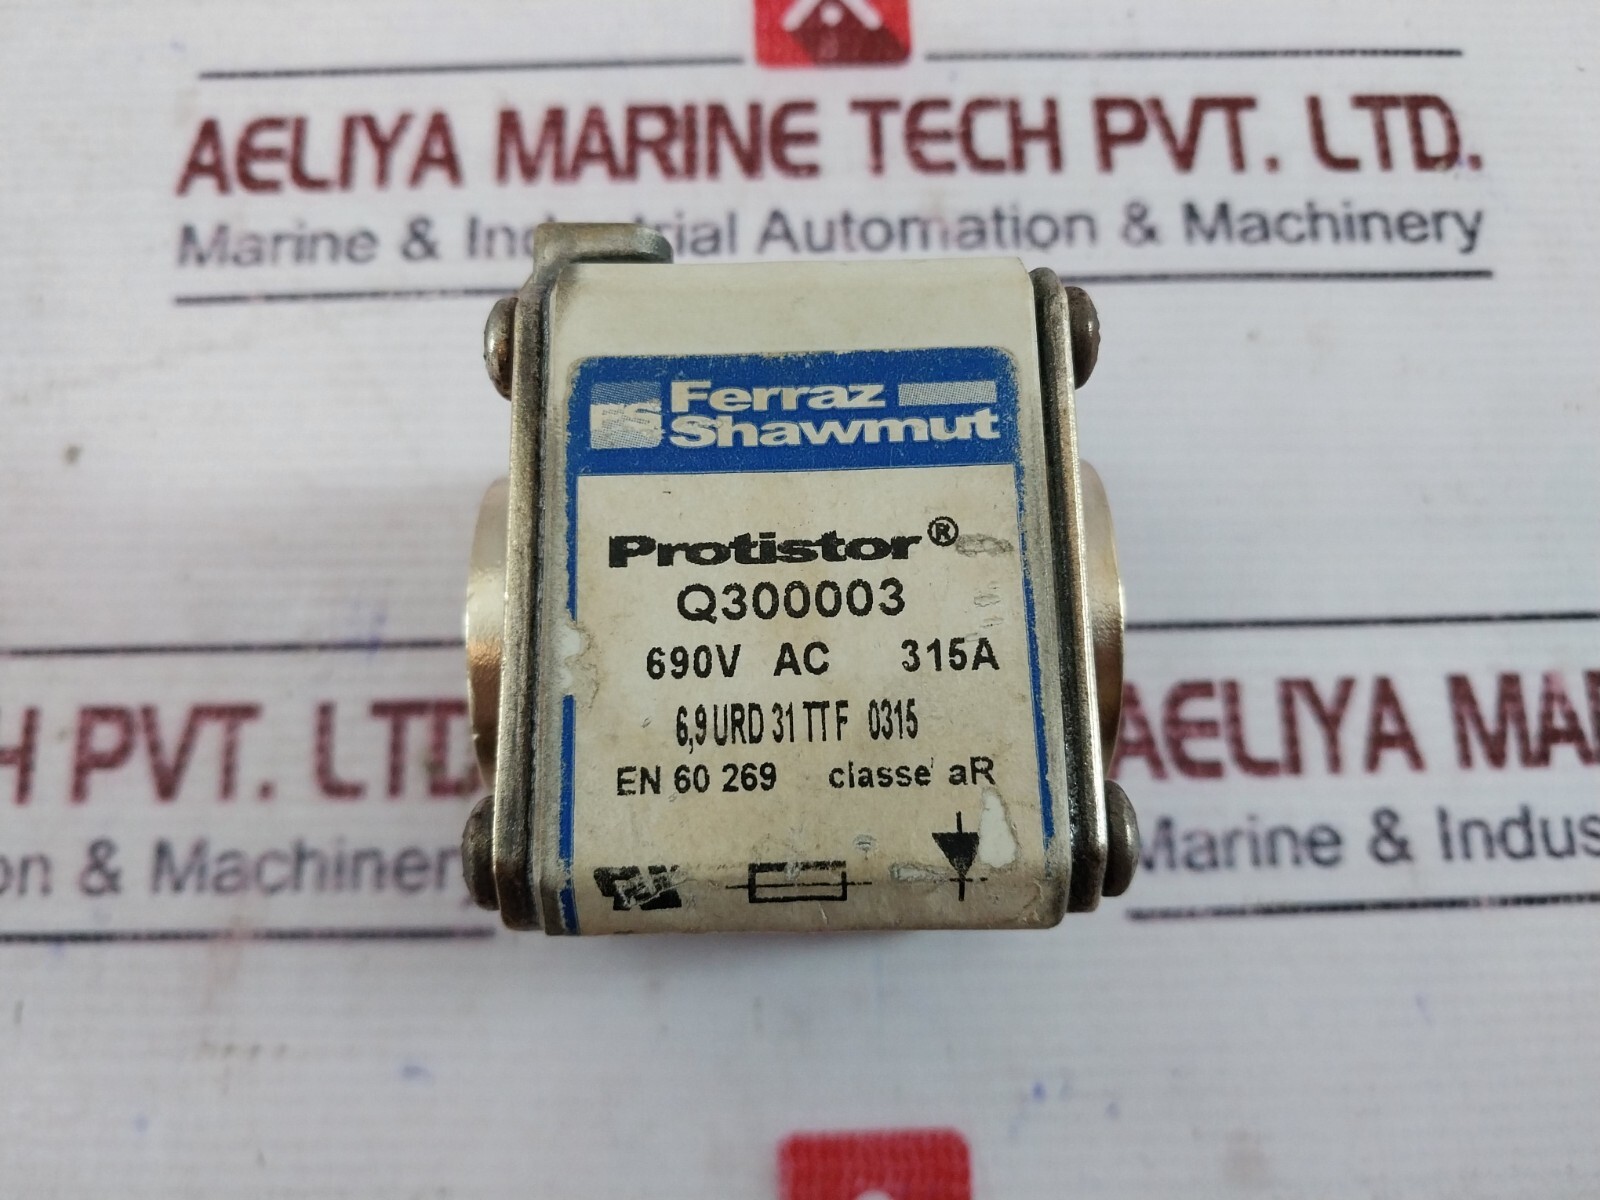 AELIYA MARINE TECH PVT. LTD.
Marine & Industrial Automation & Machinery
FS Ferraz
Shawmut
Protistor®
Q300003
690V AC 315A
6,9 URD 31 TTF 0315
EN 60 269 classe aR
H PVT. LTD
on & Machinery
AELIYA MA
Marine & Indus